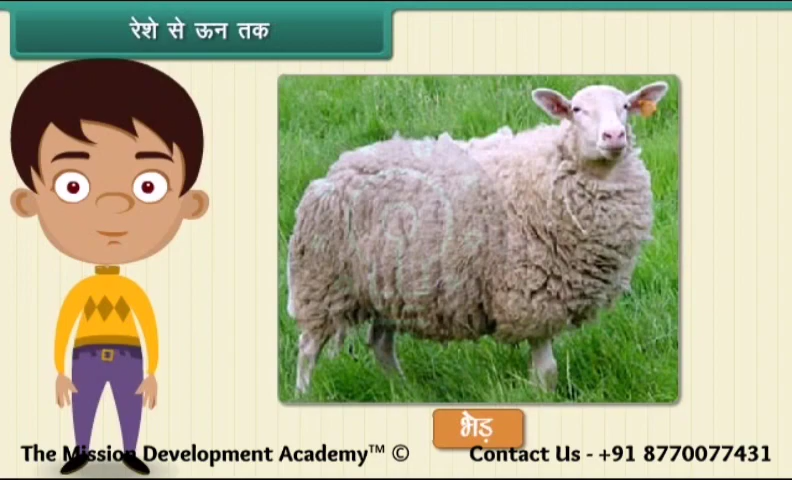 रेशे से ऊन तक
भेड़
The Mission Development Academy™ ©
Contact Us - +91 8770077431